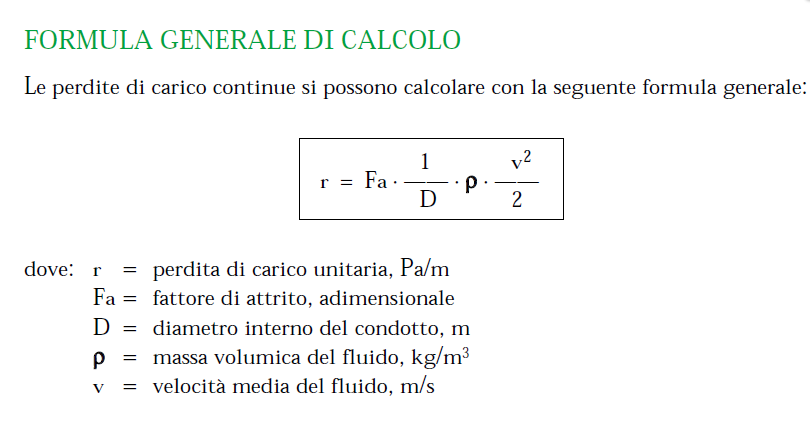 FORMULA GENERALE DI CALCOLO
Le perdite di carico continue si possono calcolare con la seguente formula generale:
r = Fa · 1/D · ρ · v²/2
dove: r = perdita di carico unitaria, Pa/m
Fa = fattore di attrito, adimensionale
D = diametro interno del condotto, m
ρ = massa volumica del fluido, kg/m³
v = velocità media del fluido, m/s